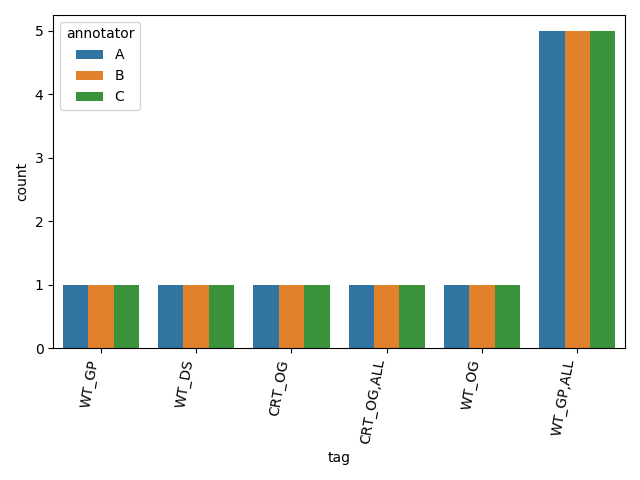 annotator
A
B
C
count
5
4
3
2
1
0
WT_GP
WT_DS
CRT_OG
CRT_OG,ALL
WT_OG
WT_GP,ALL
tag